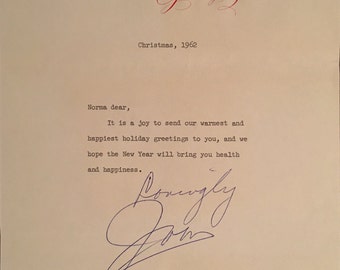 Christmas, 1962
Norma dear,
It is a joy to send our warmest and
happiest holiday greetings to you, and we
hope the New Year will bring you health
and happiness.
Lovingly